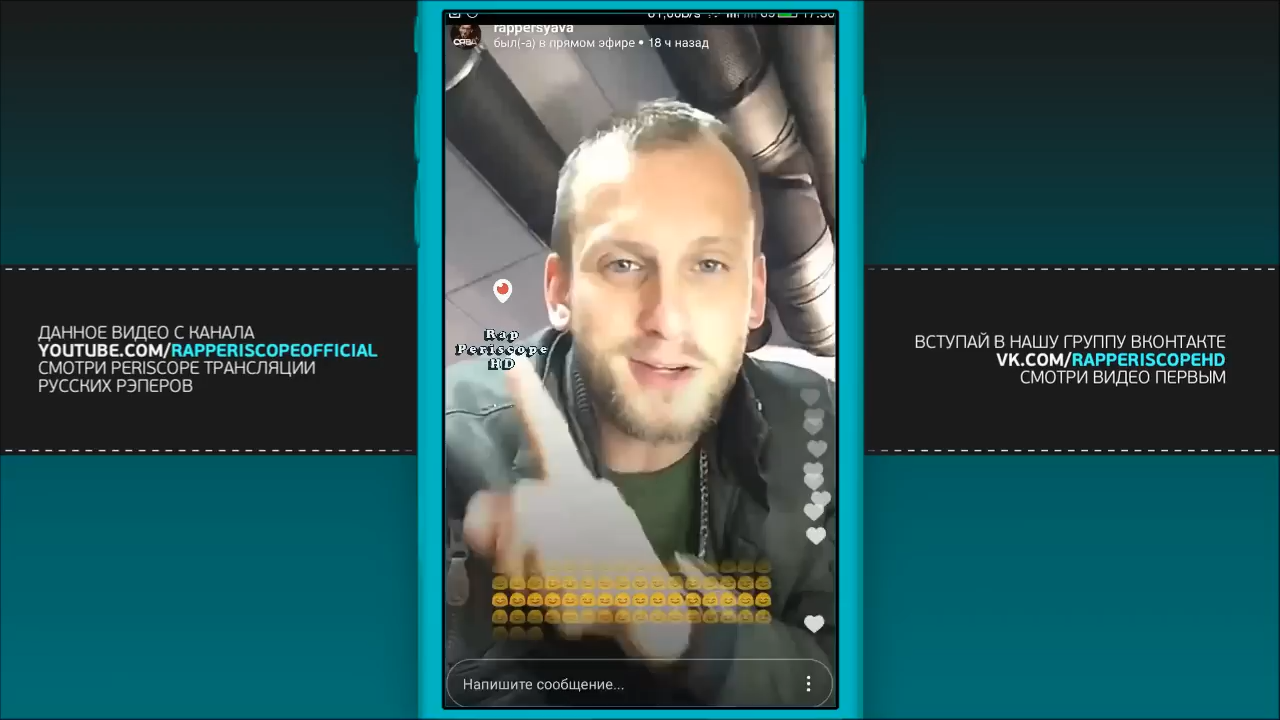 rappersyava
был(-а) в прямом эфире • 18 ч назад
Rap
Periscope
HD
ДАННОЕ ВИДЕО С КАНАЛА
YOUTUBE.COM/RAPPERISCOPEOFFICIAL
СМОТРИ PERISCOPE ТРАНСЛЯЦИИ
РУССКИХ РЭПЕРОВ
ВСТУПАЙ В НАШУ ГРУППУ ВКОНТАКТЕ
VK.COM/RAPPERISCOPEHD
СМОТРИ ВИДЕО ПЕРВЫМ
Напишите сообщение...